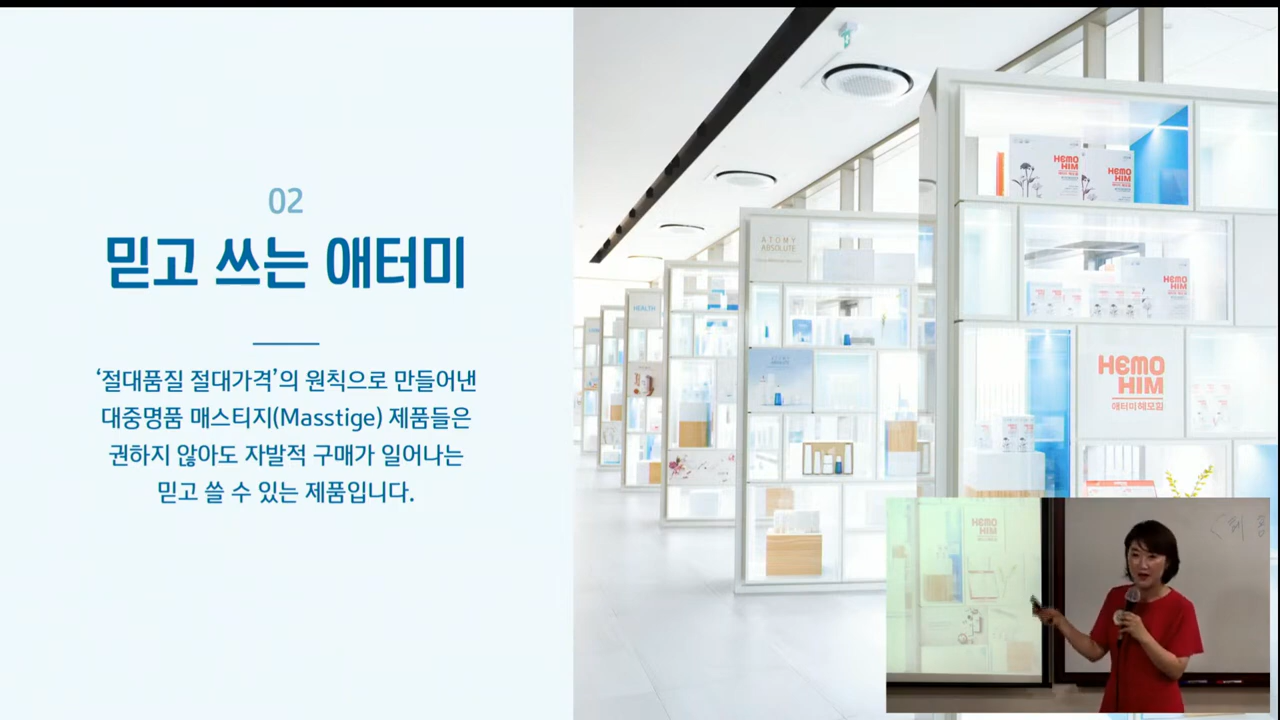 02
믿고 쓰는 애터미
‘절대품질 절대가격’의 원칙으로 만들어낸
대중명품 매스티지(Masstige) 제품들은
권하지 않아도 자발적 구매가 일어나는
믿고 쓸 수 있는 제품입니다.
HEMO
HIM
HEMO
HIM
HEMO
HIM
ATOMY
ABSOLUTE
HEALTH
HEMO
HIM
애터미헤모힘
HEMO
HIM